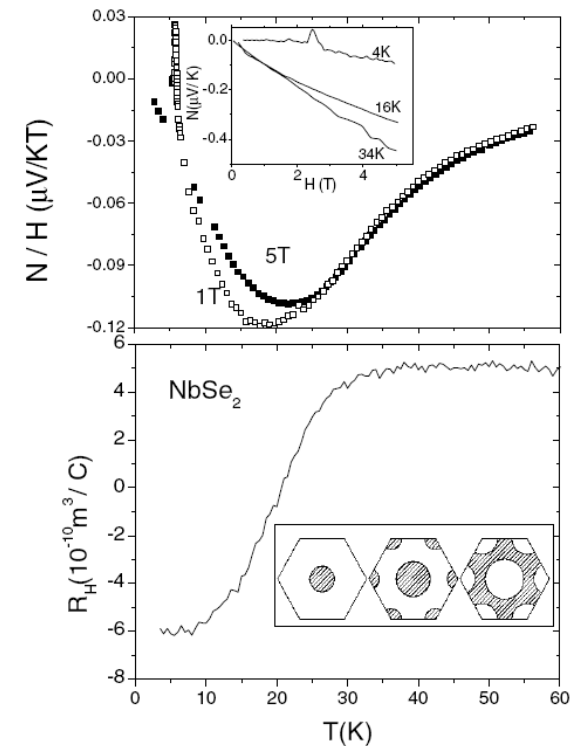 0.03
0.00
-0.03
-0.06
-0.09
-0.12
N / H (μV/KT)
0.0
-0.2
-0.4
N(μV/K)
4K
16K
34K
0 2 4
H (T)
5T
1T
6
4
2
0
-2
-4
-6
-8
R_H(10^-10 m^3 / C)
NbSe₂
0 10 20 30 40 50 60
T(K)